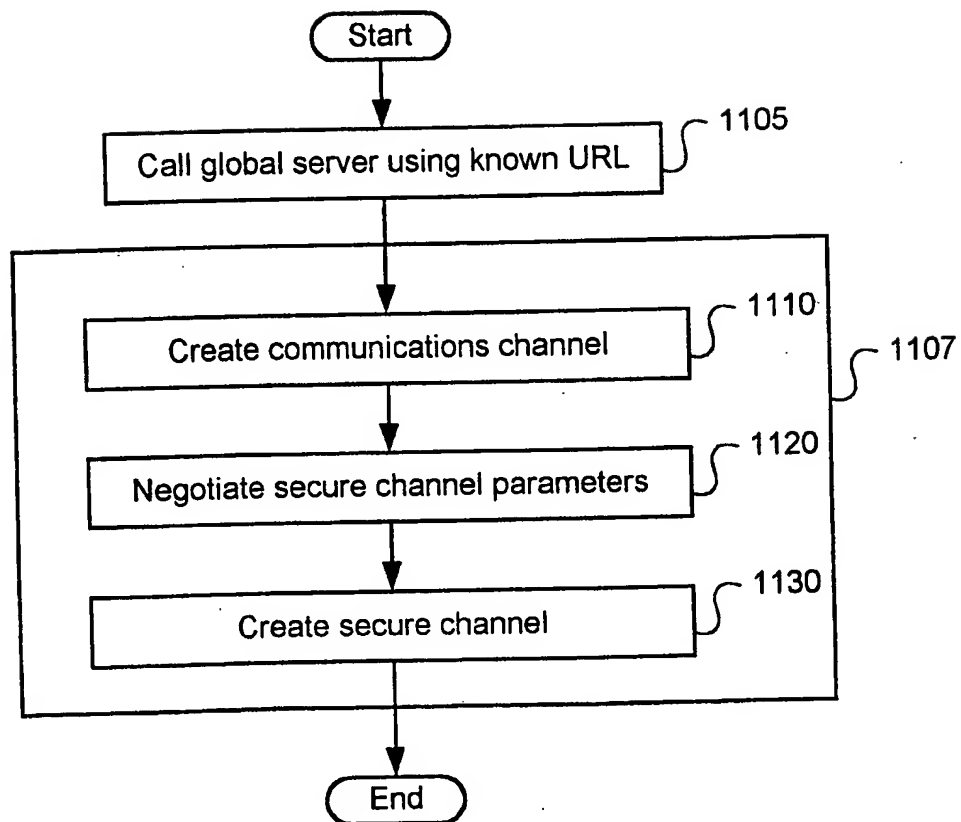 Start
Call global server using known URL
1105
Create communications channel
1110
1107
Negotiate secure channel parameters
1120
Create secure channel
1130
End